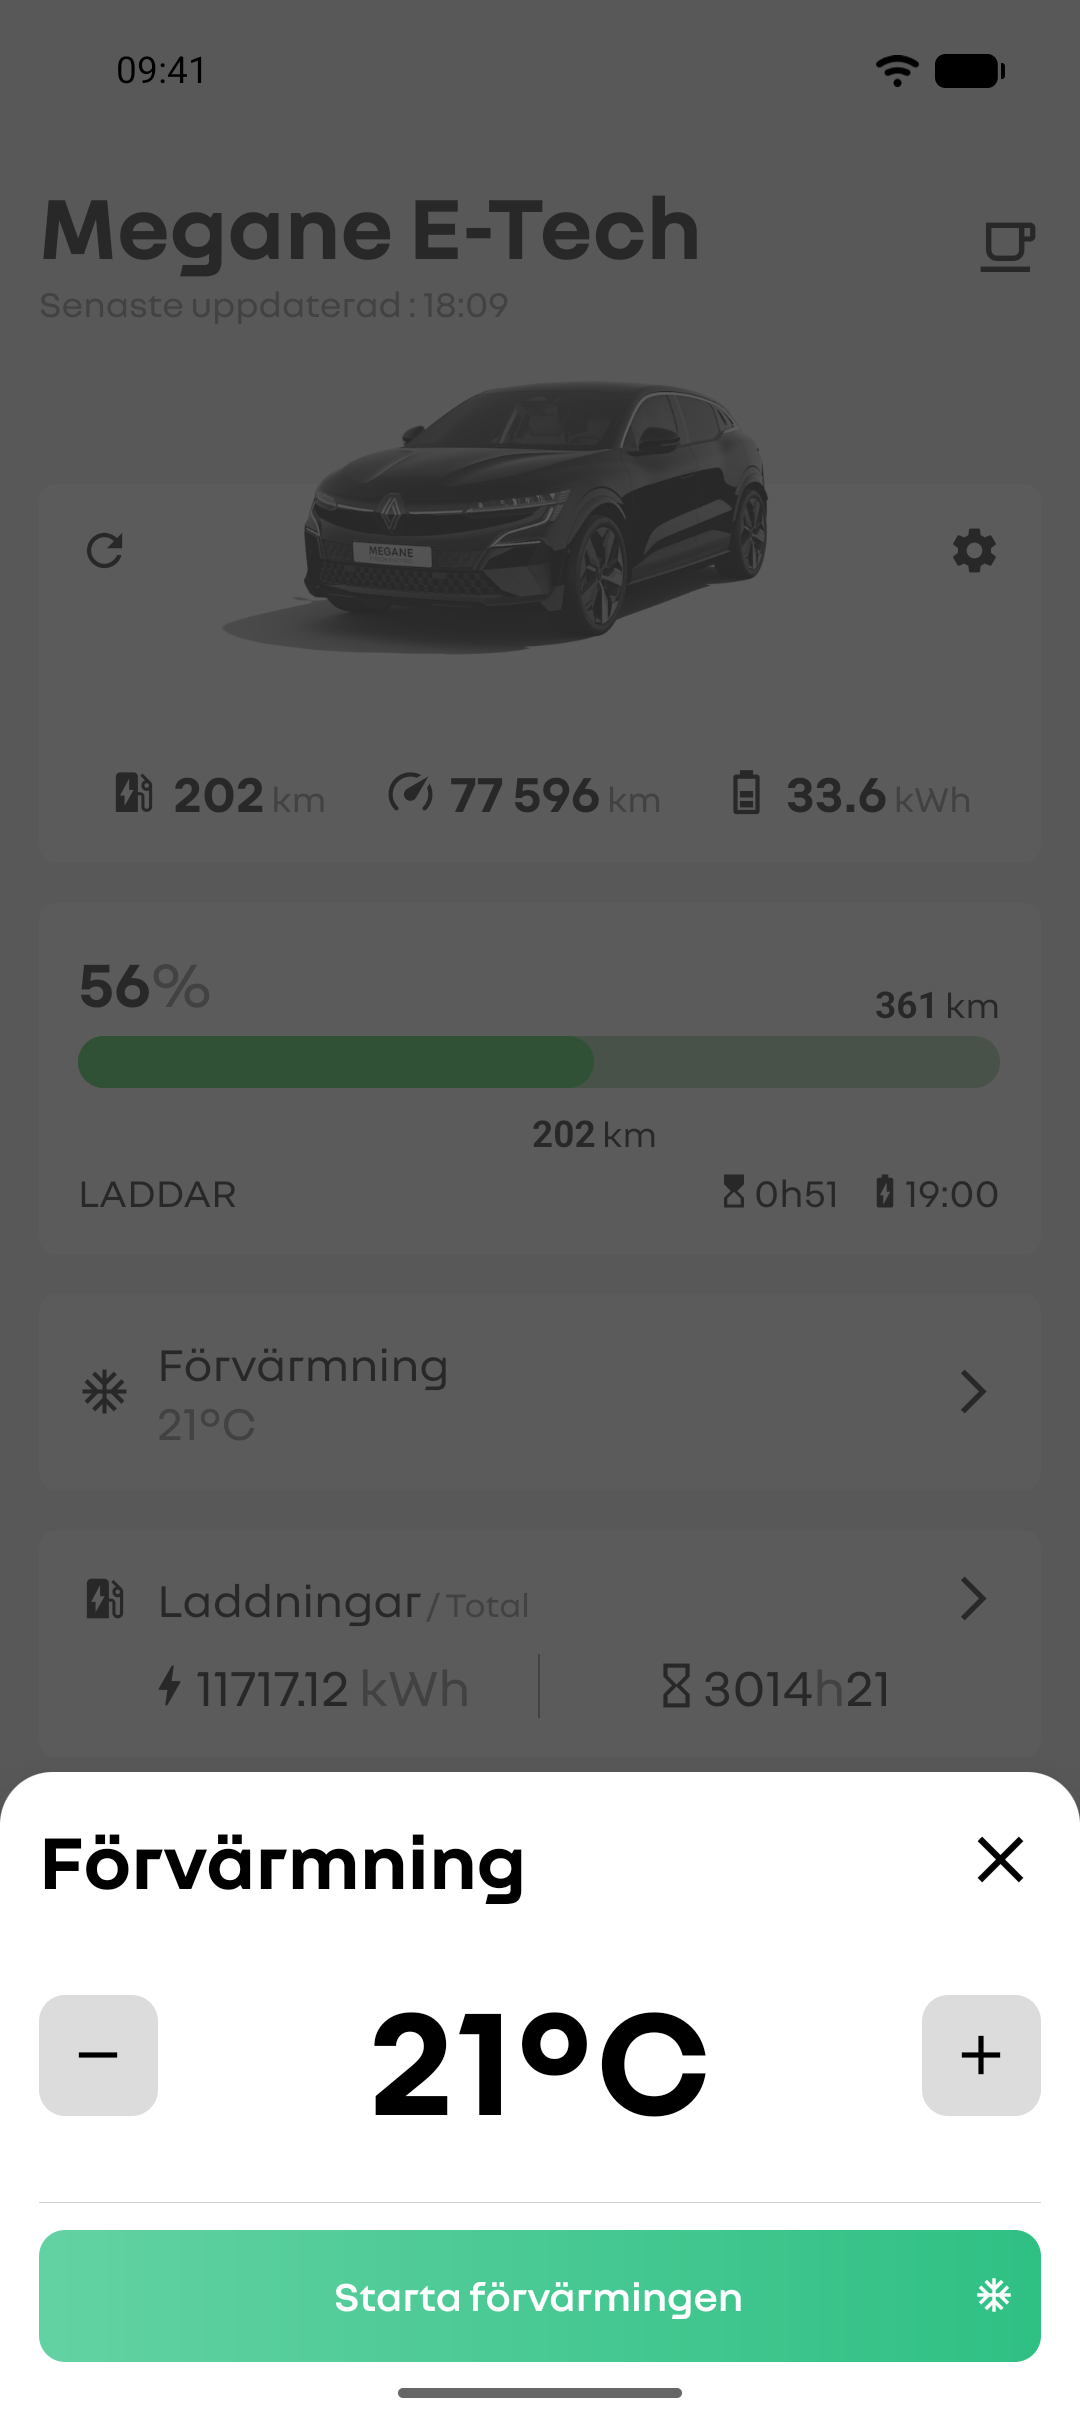 09:41
Megane E-Tech
Senaste uppdaterad : 18:09
MEGANE
202 km 77 596 km 33.6 kWh
56%
361 km
202 km
LADDAR 0h51 19:00
Förvärmning
21°C
Laddningar / Total
11717.12 kWh 3014h21
Förvärmning
21°C
Starta förvärmingen